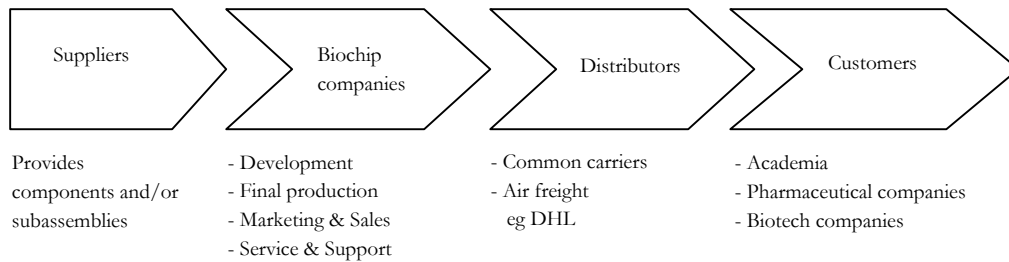 Suppliers
Biochip
companies
Distributors
Customers
Provides
components and/or
subassemblies
- Development
- Final production
- Marketing & Sales
- Service & Support
- Common carriers
- Air freight
eg DHL
- Academia
- Pharmaceutical companies
- Biotech companies